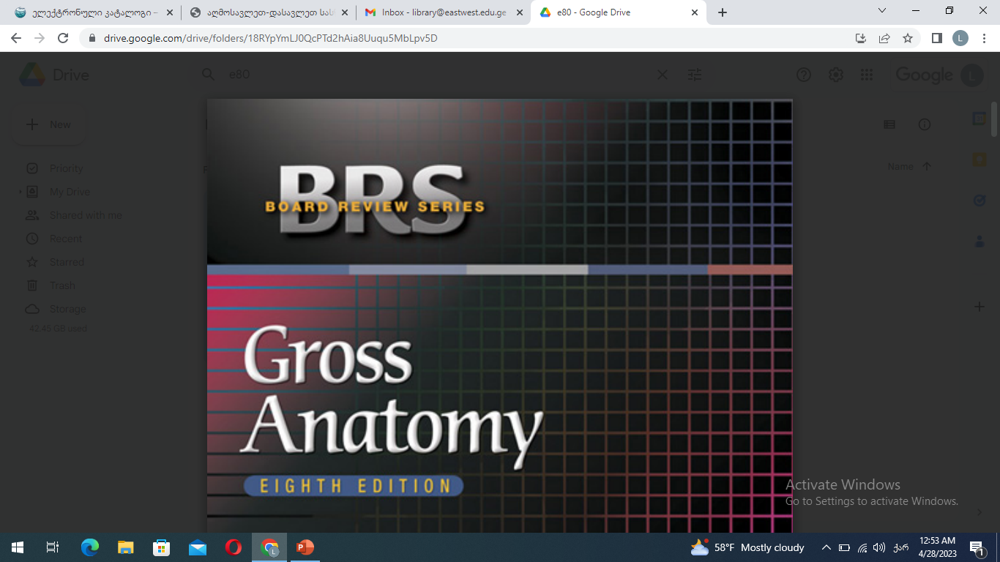 ელექტრონული კატალოგი –
აღმოსავლეთ-დასავლეთ სას
Inbox - library@eastwest.edu.ge
e80 - Google Drive
drive.google.com/drive/folders/18RYpYmLJ0QcPTd2hAia8Uuqu5MbLpv5D
L
Drive
e80
Google
L
New
Priority
My Drive
Shared with me
Recent
Starred
Trash
Storage
42.45 GB used
Name
BRS
BOARD REVIEW SERIES
Gross
Anatomy
EIGHTH EDITION
Activate Windows
Go to Settings to activate Windows.
58°F Mostly cloudy
ქარ
12:53 AM
4/28/2023
1